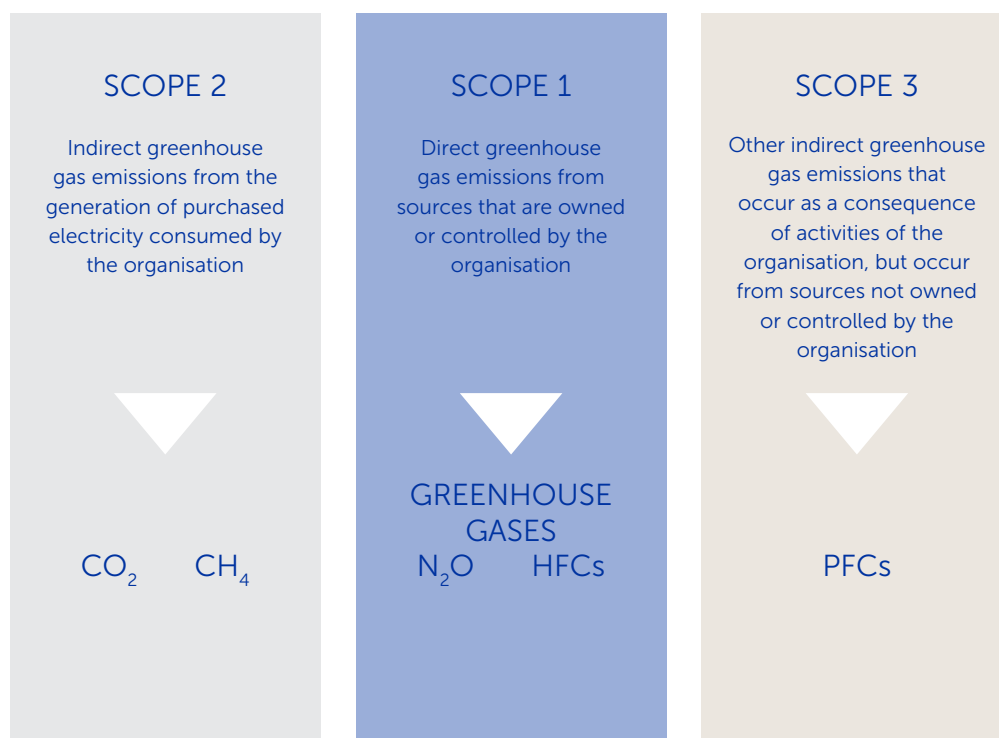 SCOPE 2
Indirect greenhouse
gas emissions from the
generation of purchased
electricity consumed by
the organisation
SCOPE 1
Direct greenhouse
gas emissions from
sources that are owned
or controlled by the
organisation
SCOPE 3
Other indirect greenhouse
gas emissions that
occur as a consequence
of activities of the
organisation, but occur
from sources not owned
or controlled by the
organisation
GREENHOUSE
GASES
CO₂ CH₄ N₂O HFCs PFCs